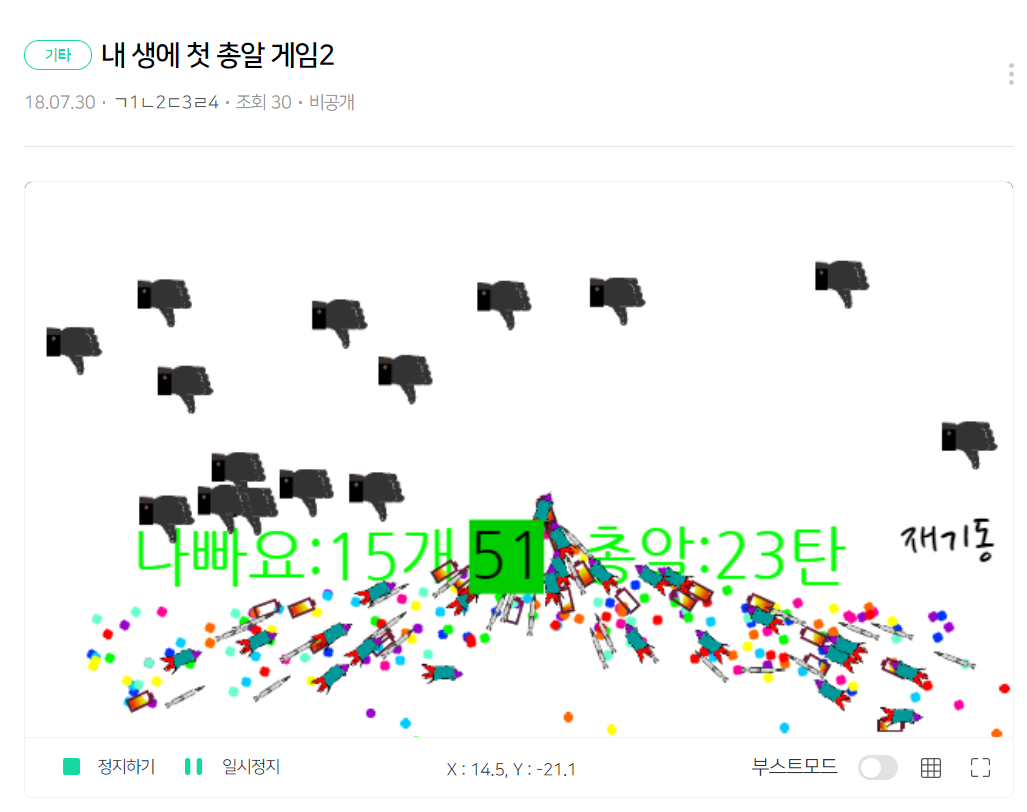 기타 내 생에 첫 총알 게임2
18.07.30 · ㄱ1ㄴ2ㄷ3ㄹ4 · 조회 30 · 비공개
나빠요:15개 51 총알:23탄 재기동
정지하기 일시정지 X : 14.5, Y : -21.1 부스트모드